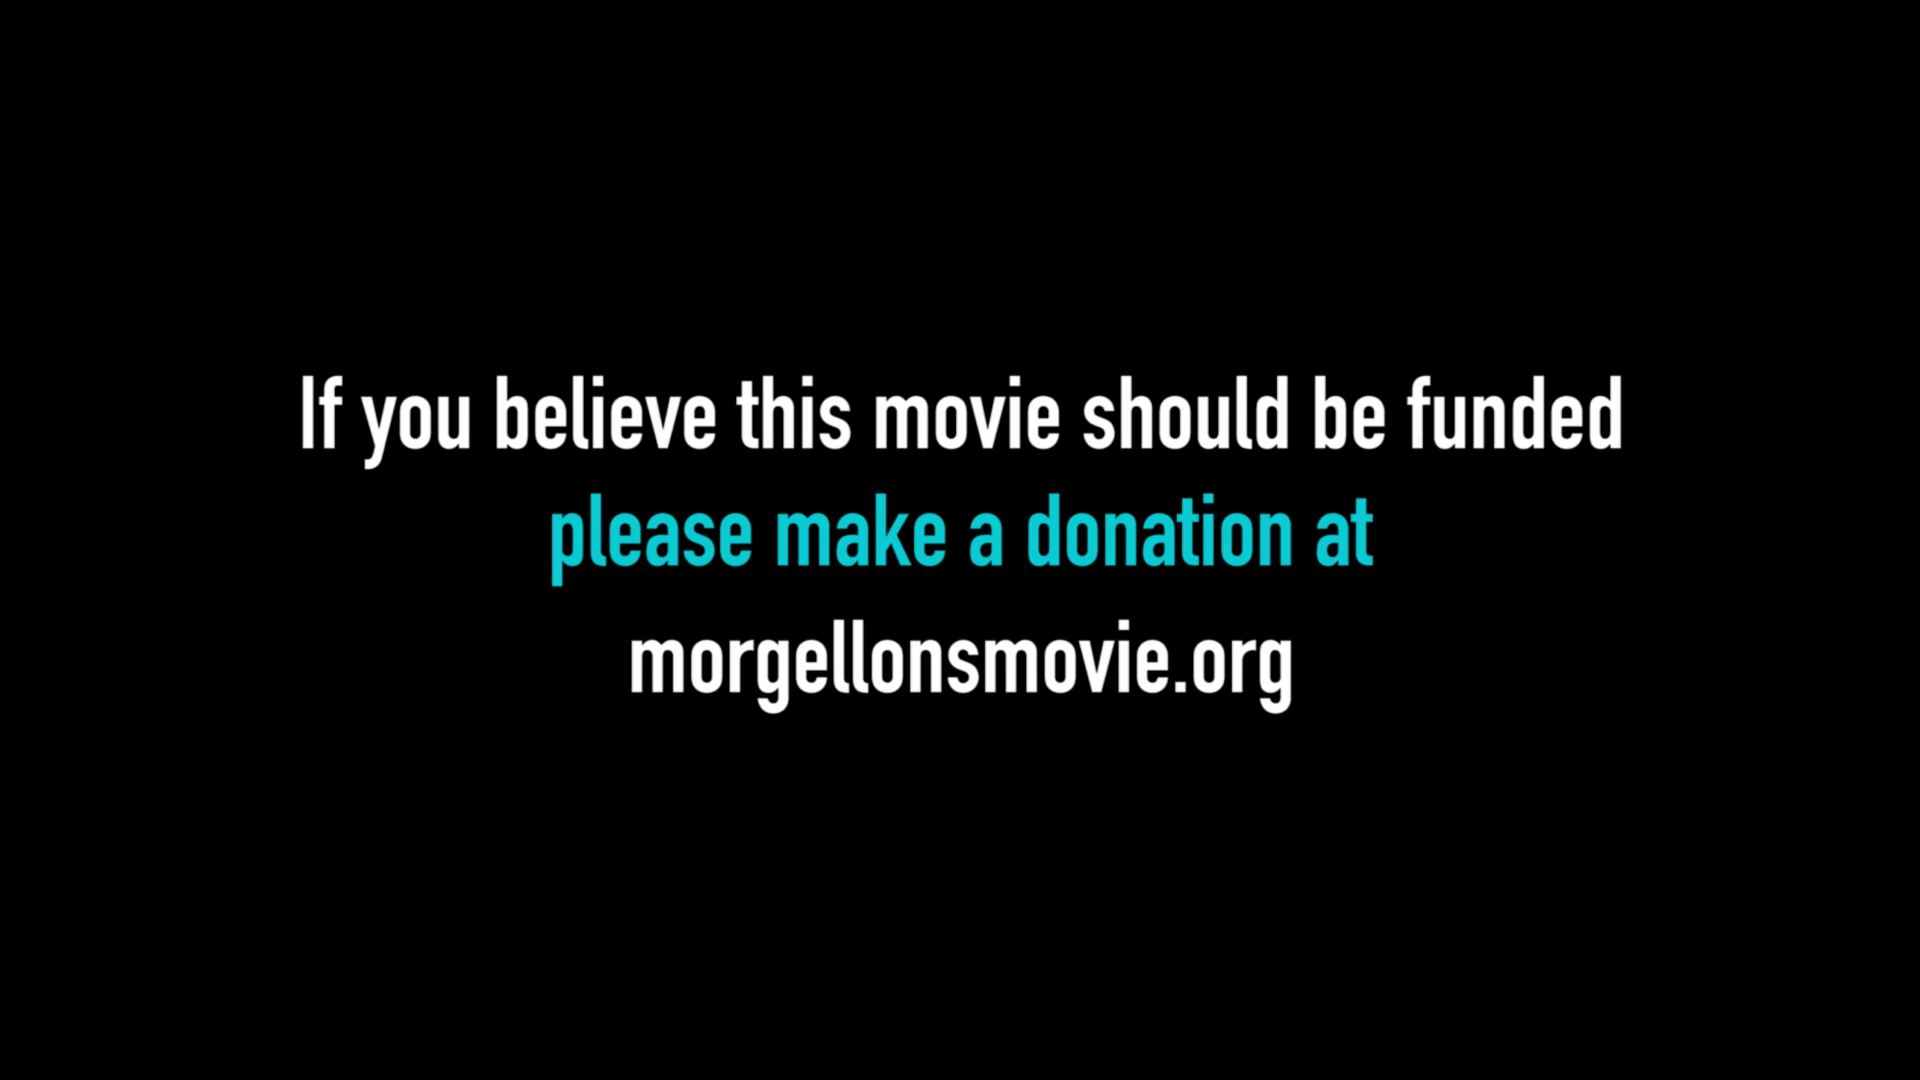 If you believe this movie should be funded
please make a donation at
morgellonsmovie.org